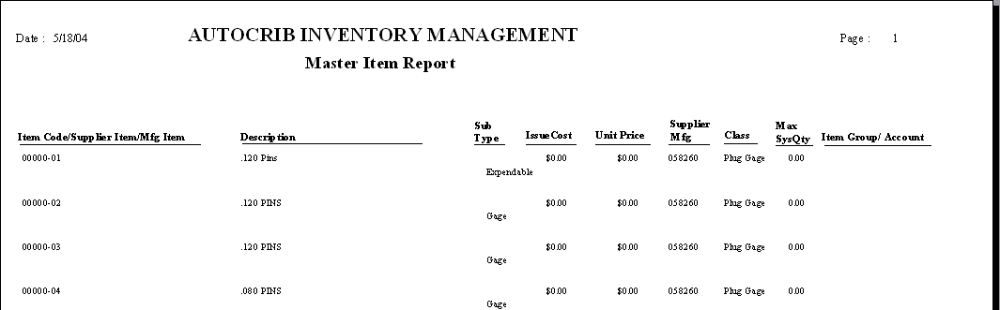 AUTOCRIB INVENTORY MANAGEMENT
Date : 5/18/04 Page : 1
Master Item Report
Sub Supplier Max
Item Code/Supplier Item/Mfg Item Description Type Issue Cost Unit Price Mfg Class SysQty Item Group/ Account
00000-01 .120 Pins $0.00 $0.00 058260 Plug Gage 0.00
Expendable
00000-02 .120 PINS $0.00 $0.00 058260 Plug Gage 0.00
Gage
00000-03 .120 PINS $0.00 $0.00 058260 Plug Gage 0.00
Gage
00000-04 .080 PINS $0.00 $0.00 058260 Plug Gage 0.00
Gage